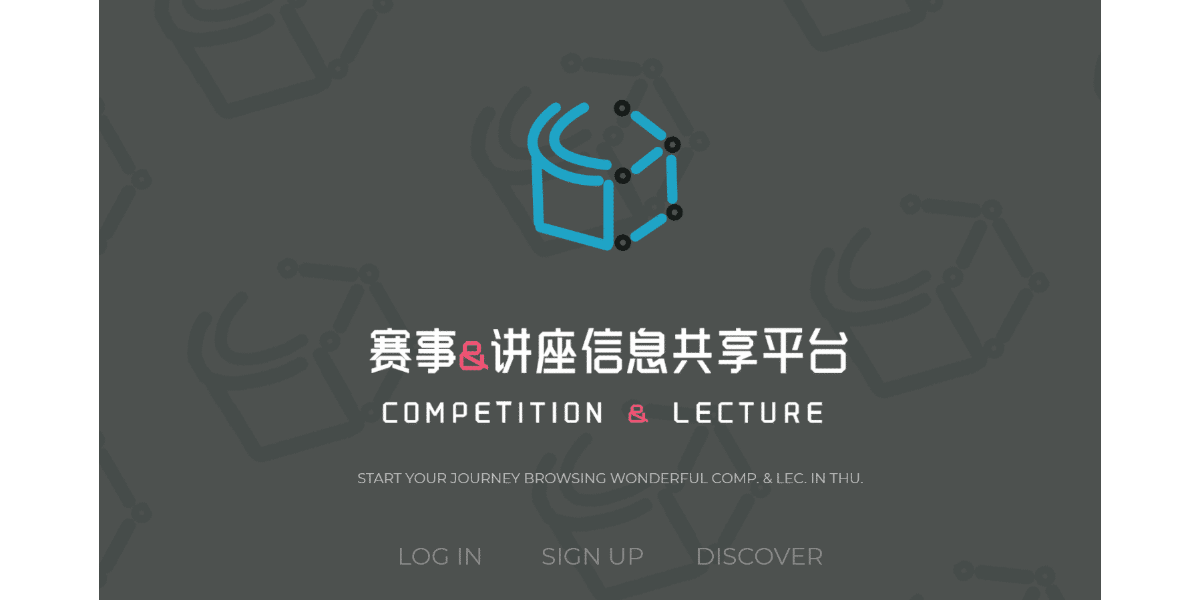 赛事&讲座信息共享平台
COMPETITION & LECTURE
START YOUR JOURNEY BROWSING WONDERFUL COMP. & LEC. IN THU.
LOG IN SIGN UP DISCOVER